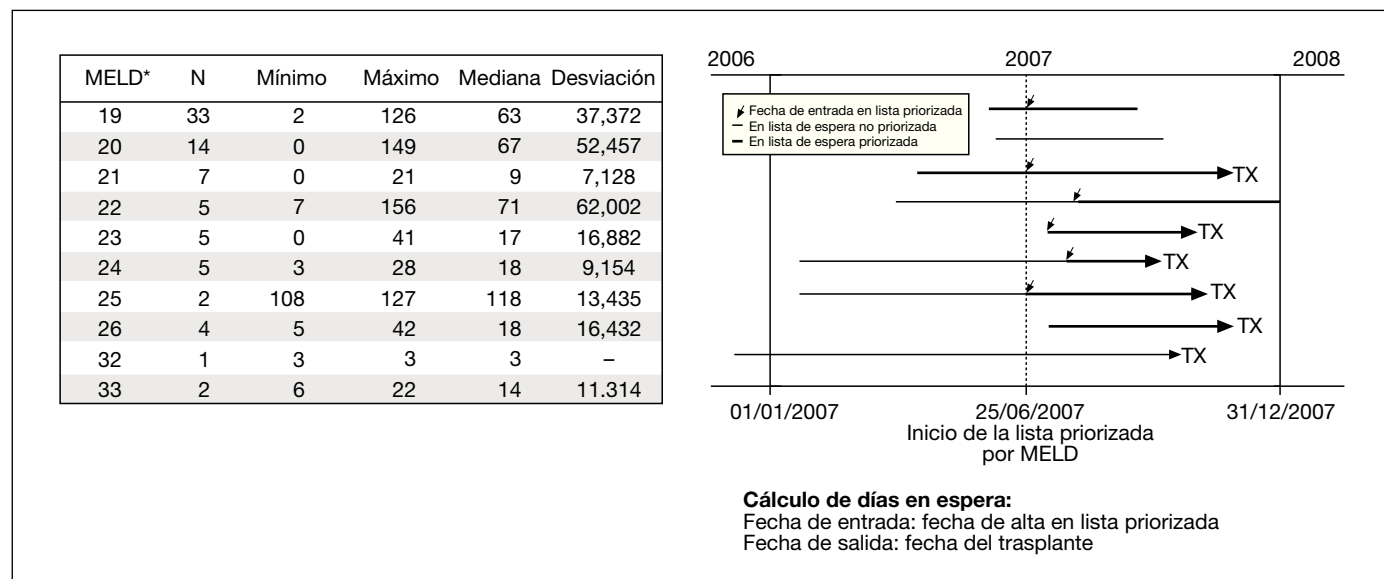 MELD* N Mínimo Máximo Mediana Desviación
19 33 2 126 63 37,372
20 14 0 149 67 52,457
21 7 0 21 9 7,128
22 5 7 156 71 62,002
23 5 0 41 17 16,882
24 5 3 28 18 9,154
25 2 108 127 118 13,435
26 4 5 42 18 16,432
32 1 3 3 3 –
33 2 6 22 14 11.314
2006 2007 2008
Fecha de entrada en lista priorizada
En lista de espera no priorizada
En lista de espera priorizada
TX
TX
TX
TX
TX
TX
01/01/2007 25/06/2007 31/12/2007
Inicio de la lista priorizada
por MELD
Cálculo de días en espera:
Fecha de entrada: fecha de alta en lista priorizada
Fecha de salida: fecha del trasplante